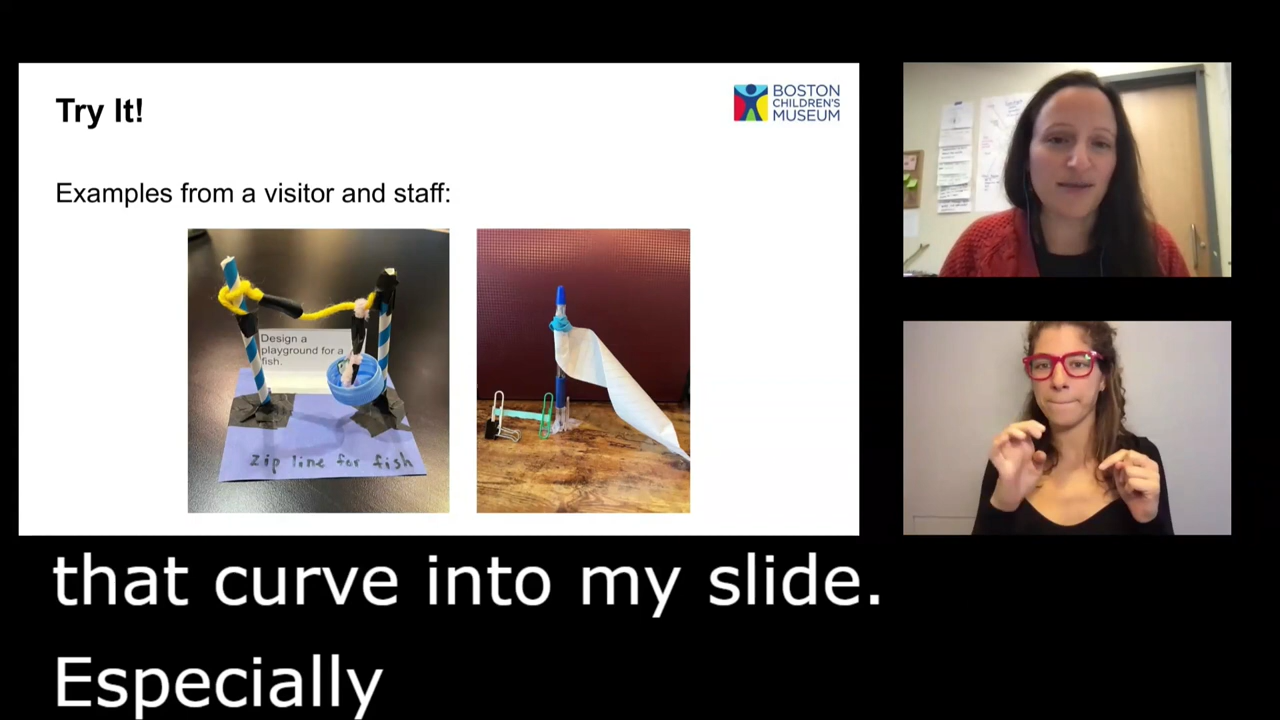 Try It!
BOSTON
CHILDREN'S
MUSEUM
Examples from a visitor and staff:
Design a
playground for a
fish.
zip line for fish
that curve into my slide.
Especially